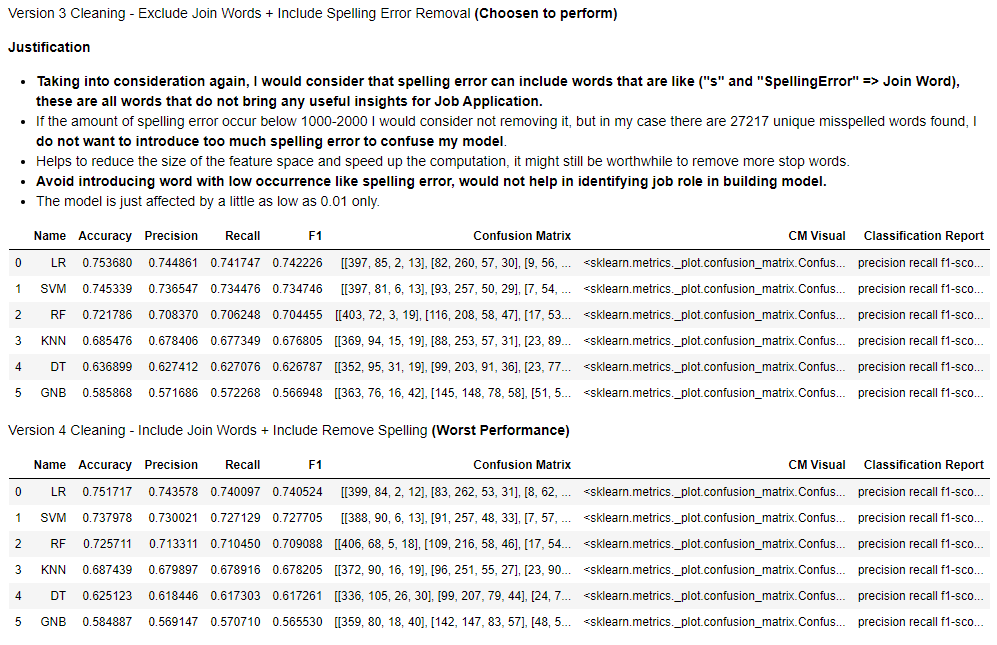 Version 3 Cleaning - Exclude Join Words + Include Spelling Error Removal (Choosen to perform)
Justification
• Taking into consideration again, I would consider that spelling error can include words that are like ("s" and "SpellingError" => Join Word),
these are all words that do not bring any useful insights for Job Application.
• If the amount of spelling error occur below 1000-2000 I would consider not removing it, but in my case there are 27217 unique misspelled words found, I
do not want to introduce too much spelling error to confuse my model.
• Helps to reduce the size of the feature space and speed up the computation, it might still be worthwhile to remove more stop words.
• Avoid introducing word with low occurrence like spelling error, would not help in identifying job role in building model.
• The model is just affected by a little as low as 0.01 only.
Name Accuracy Precision Recall F1 Confusion Matrix CM Visual Classification Report
0 LR 0.753680 0.744861 0.741747 0.742226 [[397, 85, 2, 13], [82, 260, 57, 30], [9, 56, ... <sklearn.metrics._plot.confusion_matrix.Confus... precision recall f1-sco...
1 SVM 0.745339 0.736547 0.734476 0.734746 [[397, 81, 6, 13], [93, 257, 50, 29], [7, 54, ... <sklearn.metrics._plot.confusion_matrix.Confus... precision recall f1-sco...
2 RF 0.721786 0.708370 0.706248 0.704455 [[403, 72, 3, 19], [116, 208, 58, 47], [17, 53... <sklearn.metrics._plot.confusion_matrix.Confus... precision recall f1-sco...
3 KNN 0.685476 0.678406 0.677349 0.676805 [[369, 94, 15, 19], [88, 253, 57, 31], [23, 89... <sklearn.metrics._plot.confusion_matrix.Confus... precision recall f1-sco...
4 DT 0.636899 0.627412 0.627076 0.626787 [[352, 95, 31, 19], [99, 203, 91, 36], [23, 77... <sklearn.metrics._plot.confusion_matrix.Confus... precision recall f1-sco...
5 GNB 0.585868 0.571686 0.572268 0.566948 [[363, 76, 16, 42], [145, 148, 78, 58], [51, 5... <sklearn.metrics._plot.confusion_matrix.Confus... precision recall f1-sco...
Version 4 Cleaning - Include Join Words + Include Remove Spelling (Worst Performance)
Name Accuracy Precision Recall F1 Confusion Matrix CM Visual Classification Report
0 LR 0.751717 0.743578 0.740097 0.740524 [[399, 84, 2, 12], [83, 262, 53, 31], [8, 62, ... <sklearn.metrics._plot.confusion_matrix.Confus... precision recall f1-sco...
1 SVM 0.737978 0.730021 0.727129 0.727705 [[388, 90, 6, 13], [91, 257, 48, 33], [7, 57, ... <sklearn.metrics._plot.confusion_matrix.Confus... precision recall f1-sco...
2 RF 0.725711 0.713311 0.710450 0.709088 [[406, 68, 5, 18], [109, 216, 58, 46], [17, 54... <sklearn.metrics._plot.confusion_matrix.Confus... precision recall f1-sco...
3 KNN 0.687439 0.679897 0.678916 0.678205 [[372, 90, 16, 19], [96, 251, 55, 27], [23, 90... <sklearn.metrics._plot.confusion_matrix.Confus... precision recall f1-sco...
4 DT 0.625123 0.618446 0.617303 0.617261 [[336, 105, 26, 30], [99, 207, 79, 44], [24, 7... <sklearn.metrics._plot.confusion_matrix.Confus... precision recall f1-sco...
5 GNB 0.584887 0.569147 0.570710 0.565530 [[359, 80, 18, 40], [142, 147, 83, 57], [48, 5... <sklearn.metrics._plot.confusion_matrix.Confus... precision recall f1-sco...